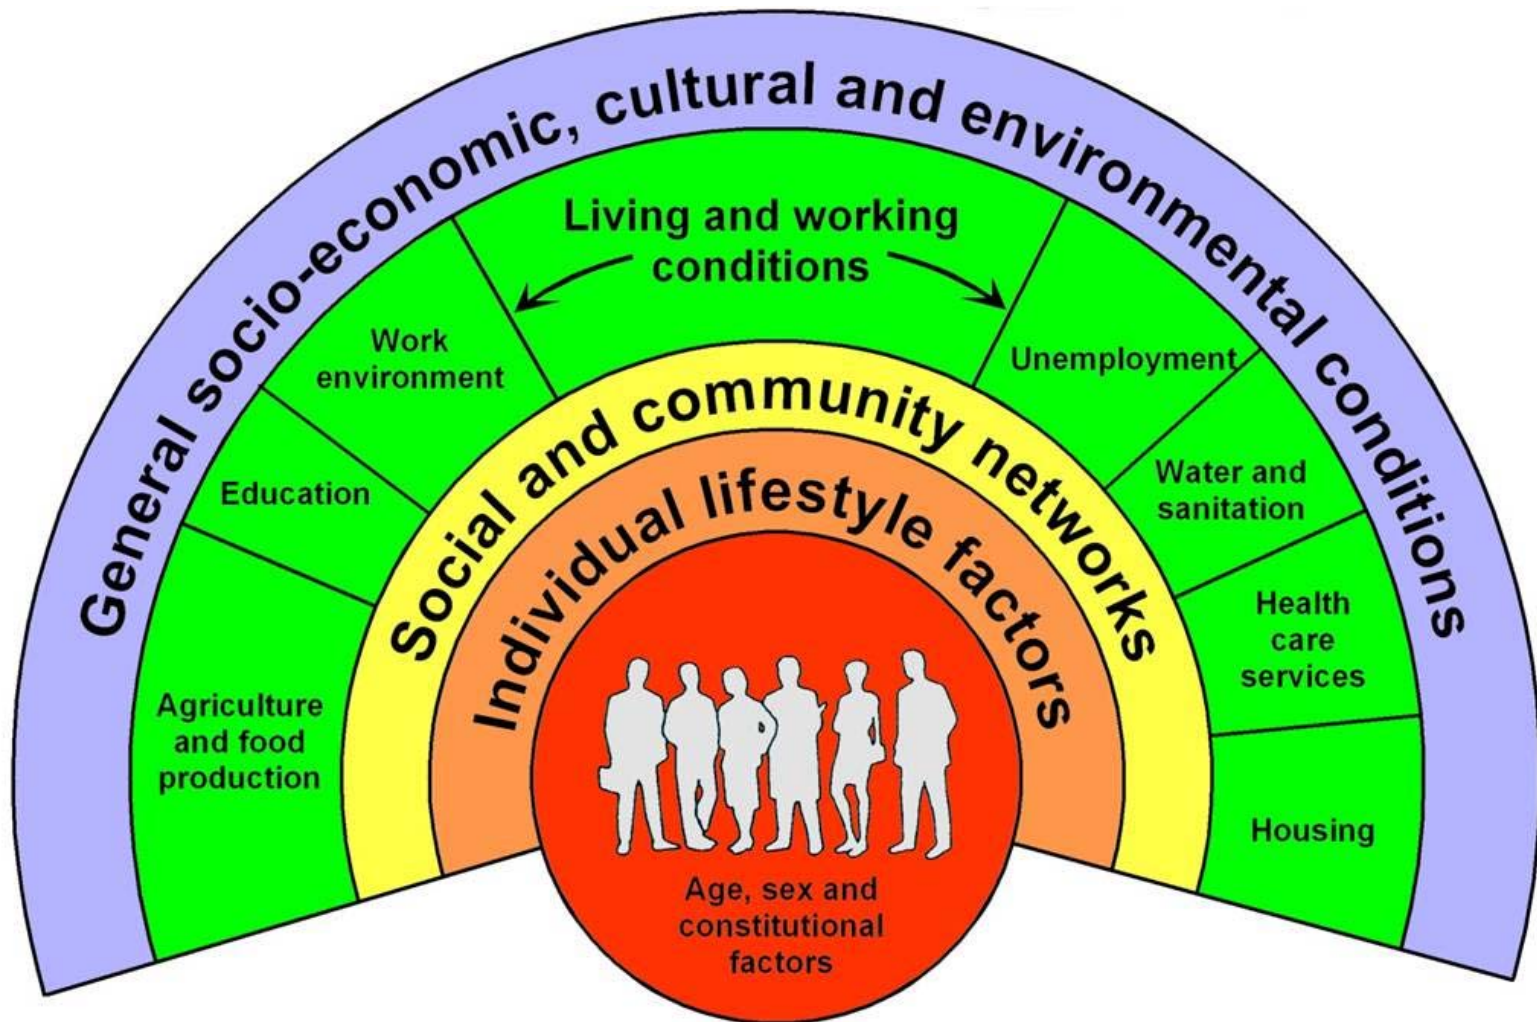 General socio-economic, cultural and environmental conditions
Living and working
conditions
Work
environment
Education
Agriculture
and food
production
Unemployment
Water and
sanitation
Health
care
services
Housing
Social and community networks
Individual lifestyle factors
Age, sex and
constitutional
factors